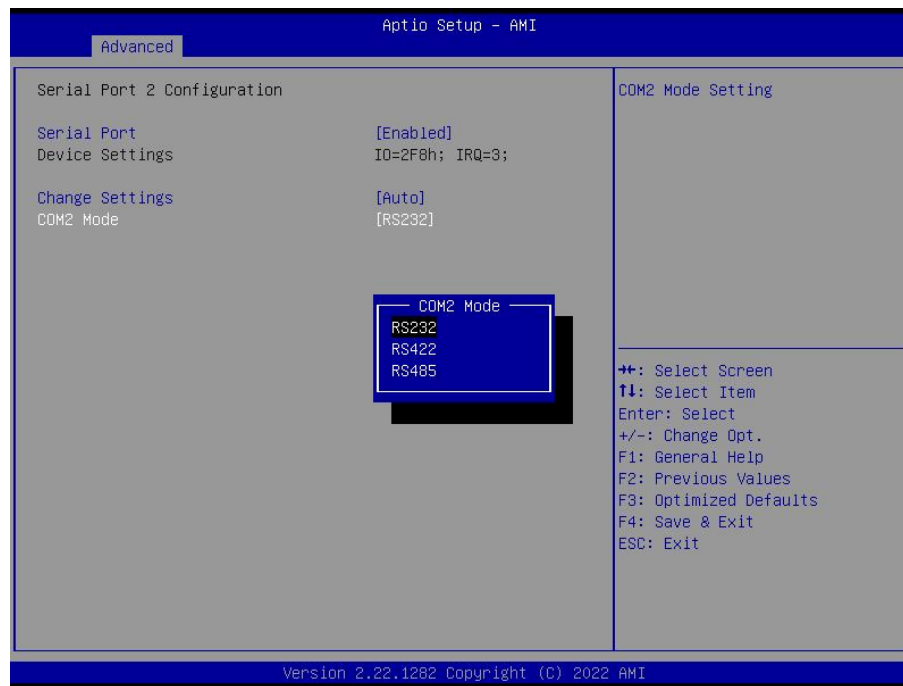 Aptio Setup – AMI
Advanced
Serial Port 2 Configuration
Serial Port [Enabled]
Device Settings IO=2F8h; IRQ=3;
Change Settings [Auto]
COM2 Mode [RS232]
COM2 Mode
RS232
RS422
RS485
COM2 Mode Setting
→←: Select Screen
↑↓: Select Item
Enter: Select
+/-: Change Opt.
F1: General Help
F2: Previous Values
F3: Optimized Defaults
F4: Save & Exit
ESC: Exit
Version 2.22.1282 Copyright (C) 2022 AMI